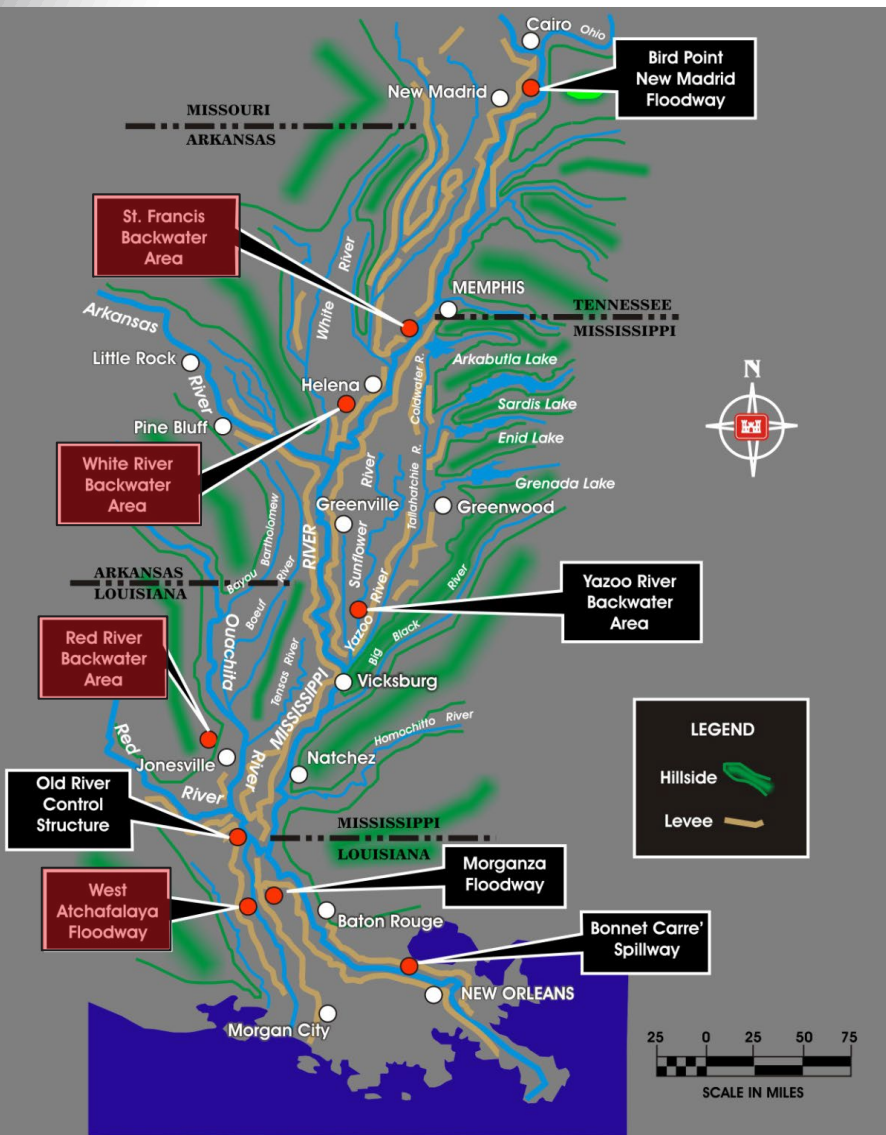 Cairo
Ohio
Bird Point
New Madrid
Floodway
New Madrid
MISSOURI
ARKANSAS
St. Francis
Backwater
Area
White River
MEMPHIS
TENNESSEE
MISSISSIPPI
Arkansas River
Little Rock
Arkabutla Lake
Coldwater R.
Helena
Sardis Lake
N
Pine Bluff
Enid Lake
White River
Backwater
Area
Tallahatchie R.
Grenada Lake
Greenville
Greenwood
Sunflower River
Bayou Bartholomew
RIVER
ARKANSAS
LOUISIANA
Boeuf River
Yazoo River
Backwater
Area
Yazoo River
Big Black River
Red River
Backwater
Area
Ouachita River
Tensas River
MISSISSIPPI
Vicksburg
LEGEND
Hillside
Levee
Red River
Jonesville
Natchez
Homochitto River
Old River
Control
Structure
MISSISSIPPI
LOUISIANA
Morganza
Floodway
West
Atchafalaya
Floodway
Baton Rouge
Bonnet Carre'
Spillway
NEW ORLEANS
Morgan City
25 0 25 50 75
SCALE IN MILES